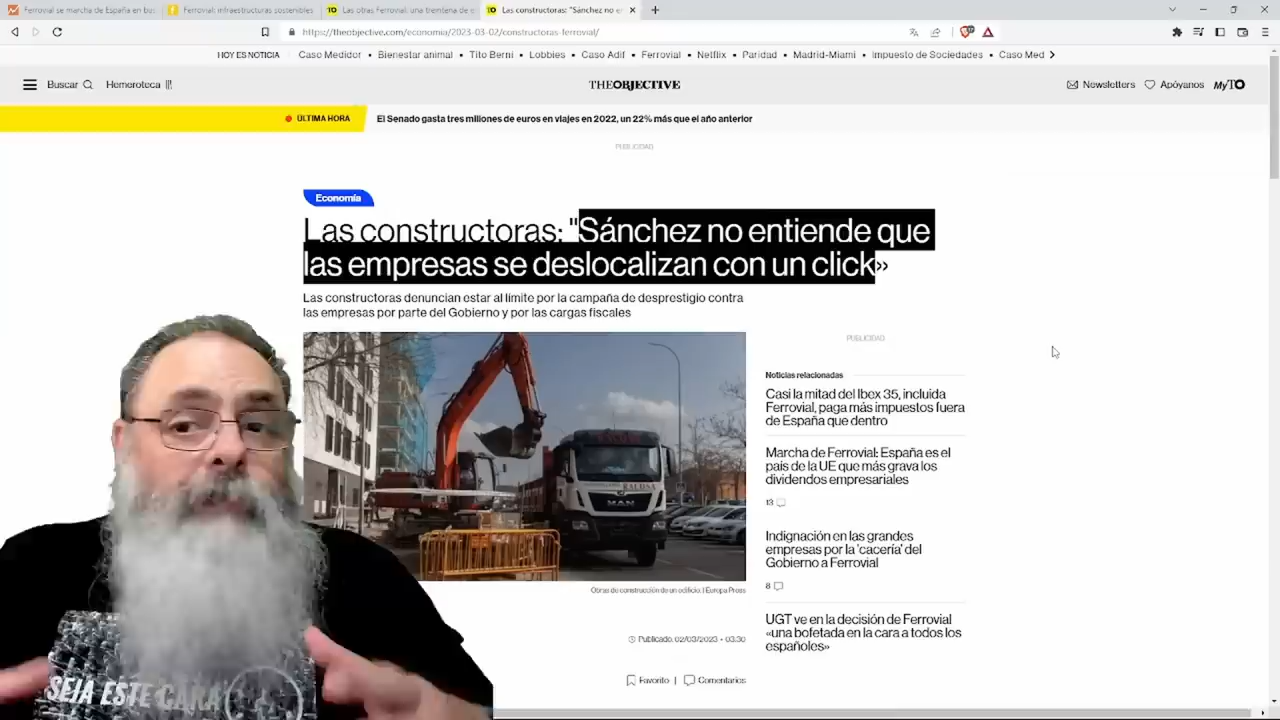 Ferrovial se marcha de España en bus
Ferrovial: infraestructuras sostenibles
Las otras Ferrovial: una treintena de e
Las constructoras: "Sánchez no en
https://theobjective.com/economia/2023-03-02/constructoras-ferrovial/
HOY ES NOTICIA Caso Medidor • Bienestar animal • Tito Berni • Lobbies • Caso Adif • Ferrovial • Netflix • Paridad • Madrid-Miami • Impuesto de Sociedades • Caso Med
Buscar Hemeroteca THEOBJECTIVE Newsletters Apóyanos MyTO
ÚLTIMA HORA El Senado gasta tres millones de euros en viajes en 2022, un 22% más que el año anterior
PUBLICIDAD
Economía
Las constructoras: "Sánchez no entiende que
las empresas se deslocalizan con un click»
Las constructoras denuncian estar al límite por la campaña de desprestigio contra
las empresas por parte del Gobierno y por las cargas fiscales
PUBLICIDAD
Noticias relacionadas
Casi la mitad del Ibex 35, incluida
Ferrovial, paga más impuestos fuera
de España que dentro
Marcha de Ferrovial: España es el
país de la UE que más grava los
dividendos empresariales
13
Indignación en las grandes
empresas por la 'cacería' del
Gobierno a Ferrovial
8
UGT ve en la decisión de Ferrovial
«una bofetada en la cara a todos los
españoles»
MAN
Obras de construcción de un edificio. | Europa Press
Publicado: 02/03/2023 • 03:30
Favorito | Comentarios
ESTE